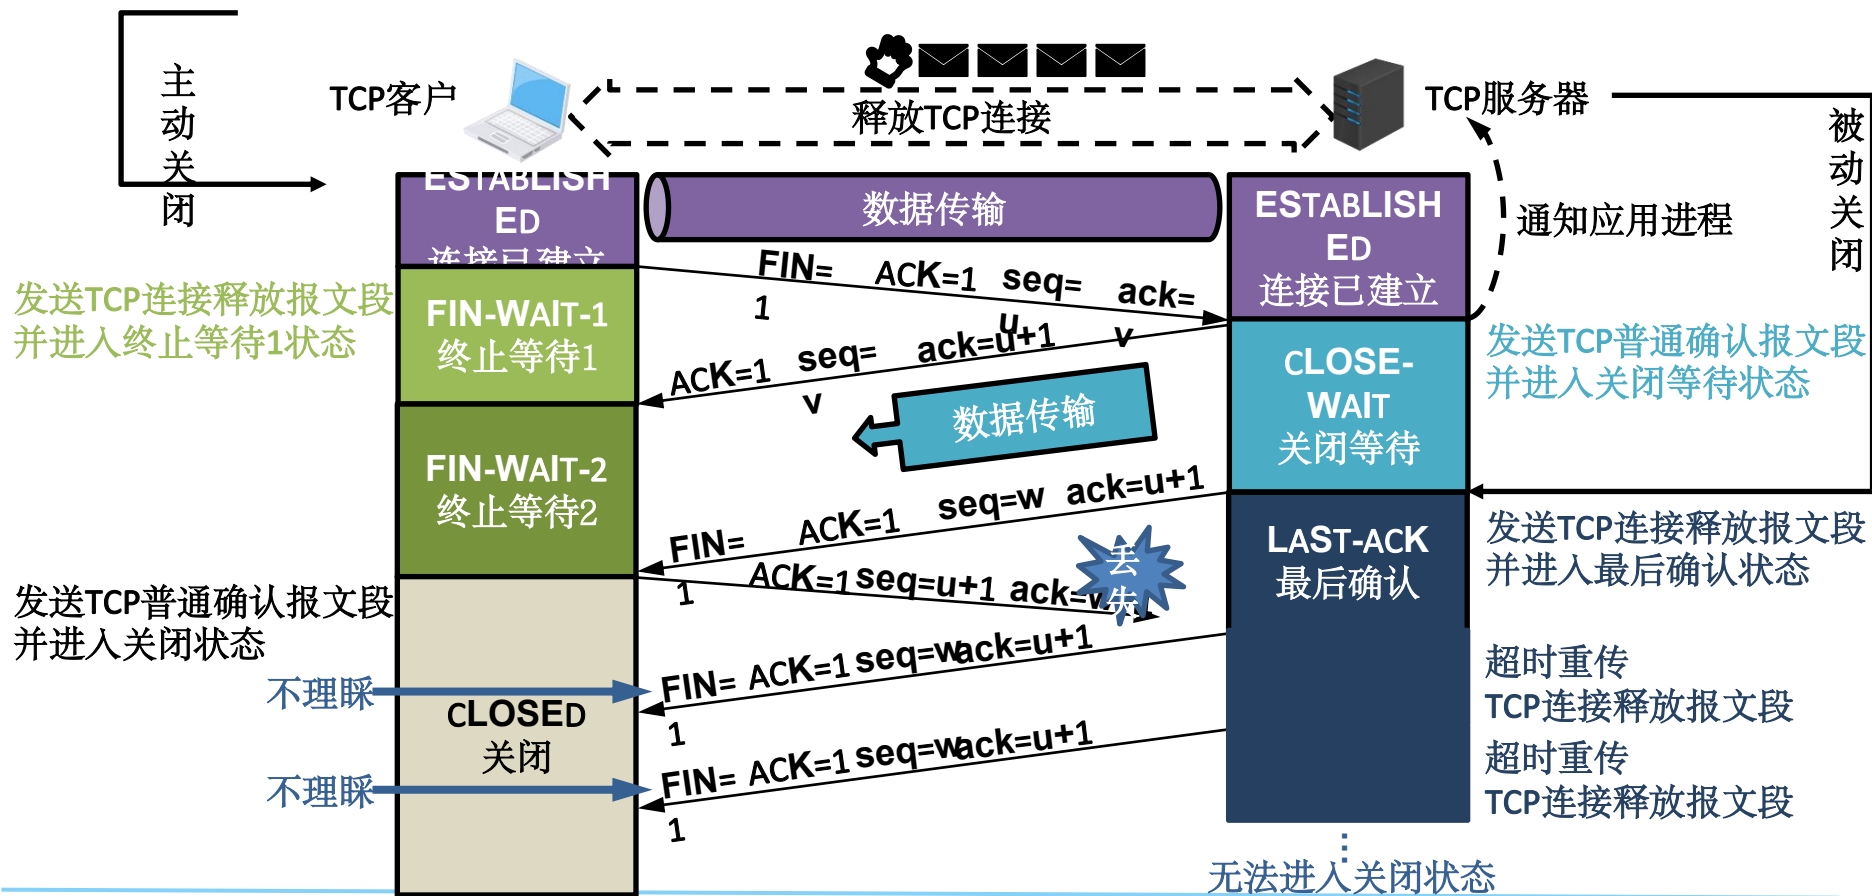 主动关闭
TCP客户
释放TCP连接
TCP服务器
被动关闭
通知应用进程
ESTABLISH
ED
连接已建立
数据传输
ESTABLISH
ED
连接已建立
FIN=1 ACK=1 seq=u ack=v
发送TCP连接释放报文段
并进入终止等待1状态
FIN-WAIT-1
终止等待1
ACK=1 seq=v ack=u+1
CLOSE-
WAIT
关闭等待
发送TCP普通确认报文段
并进入关闭等待状态
数据传输
FIN-WAIT-2
终止等待2
FIN=1 ACK=1 seq=w ack=u+1
LAST-ACK
最后确认
发送TCP连接释放报文段
并进入最后确认状态
发送TCP普通确认报文段
并进入关闭状态
ACK=1 seq=u+1 ack=w
丢失
FIN=1 ACK=1 seq=w ack=u+1
不理睬
超时重传
TCP连接释放报文段
CLOSED
关闭
FIN=1 ACK=1 seq=w ack=u+1
不理睬
超时重传
TCP连接释放报文段
无法进入关闭状态